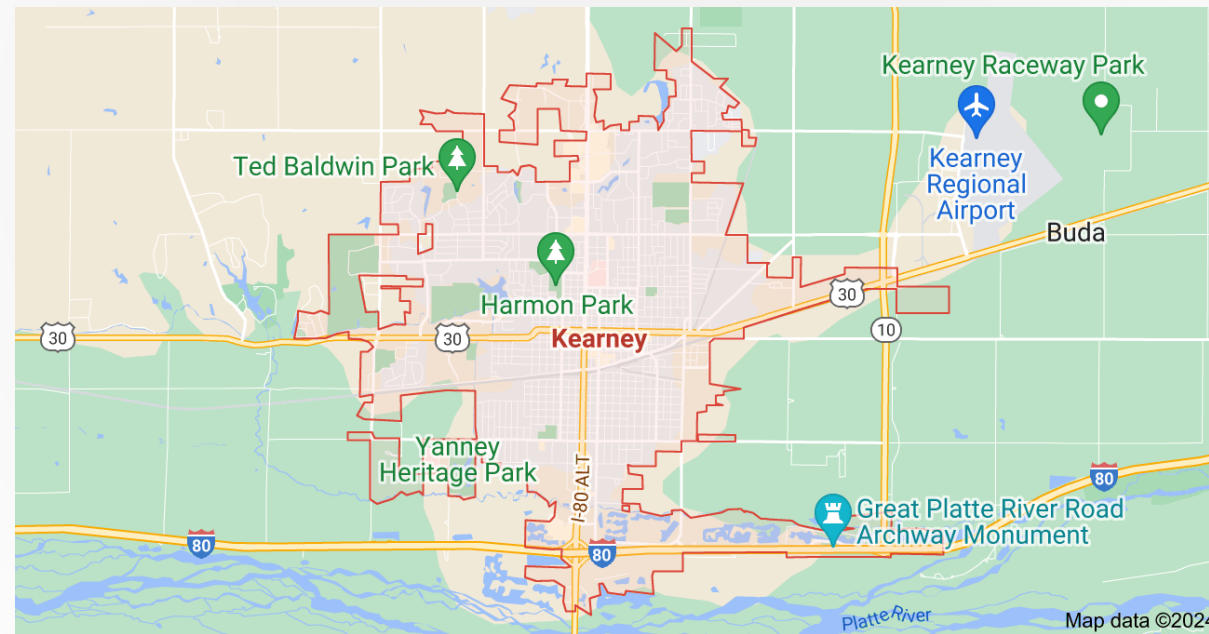 Kearney Raceway Park
Ted Baldwin Park
Kearney
Regional
Airport
Buda
Harmon Park
30
30
30
10
Kearney
Yanney
Heritage Park
I-80 ALT
80
Great Platte River Road
Archway Monument
80
80
Platte River
Map data ©2024